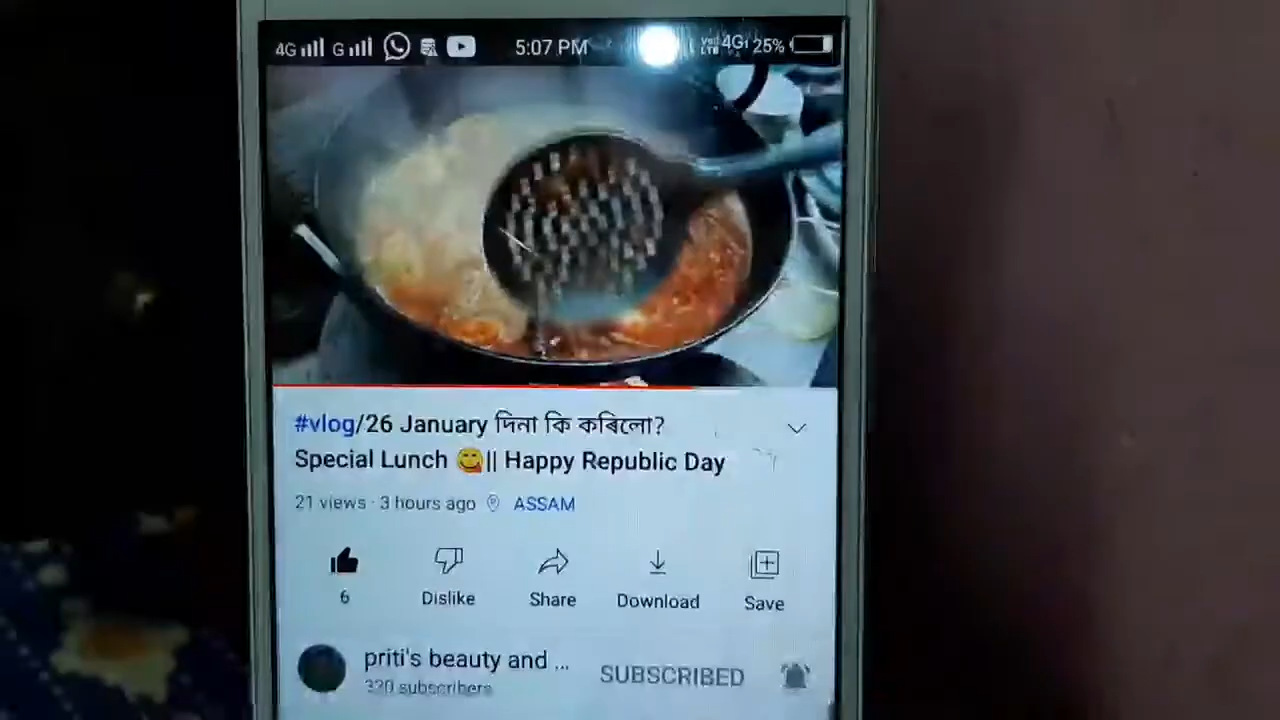 4G G 5:07 PM VoLTE 4G 25%
#vlog/26 January দিনা কি কৰিলো?
Special Lunch 😋|| Happy Republic Day
21 views · 3 hours ago ASSAM
6 Dislike Share Download Save
priti's beauty and ... SUBSCRIBED
320 subscribers